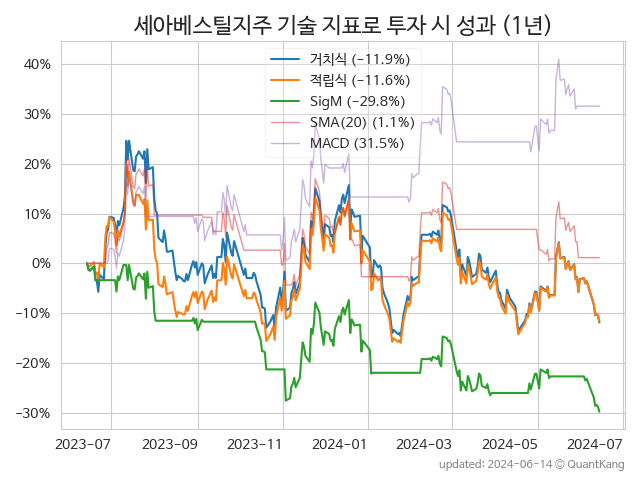 세아베스틸지주 기술 지표로 투자 시 성과 (1년)
거치식 (−11.9%)
적립식 (−11.6%)
SigM (−29.8%)
SMA(20) (1.1%)
MACD (31.5%)
40%
30%
20%
10%
0%
−10%
−20%
−30%
2023-07 2023-09 2023-11 2024-01 2024-03 2024-05 2024-07
updated: 2024-06-14 © QuantKang